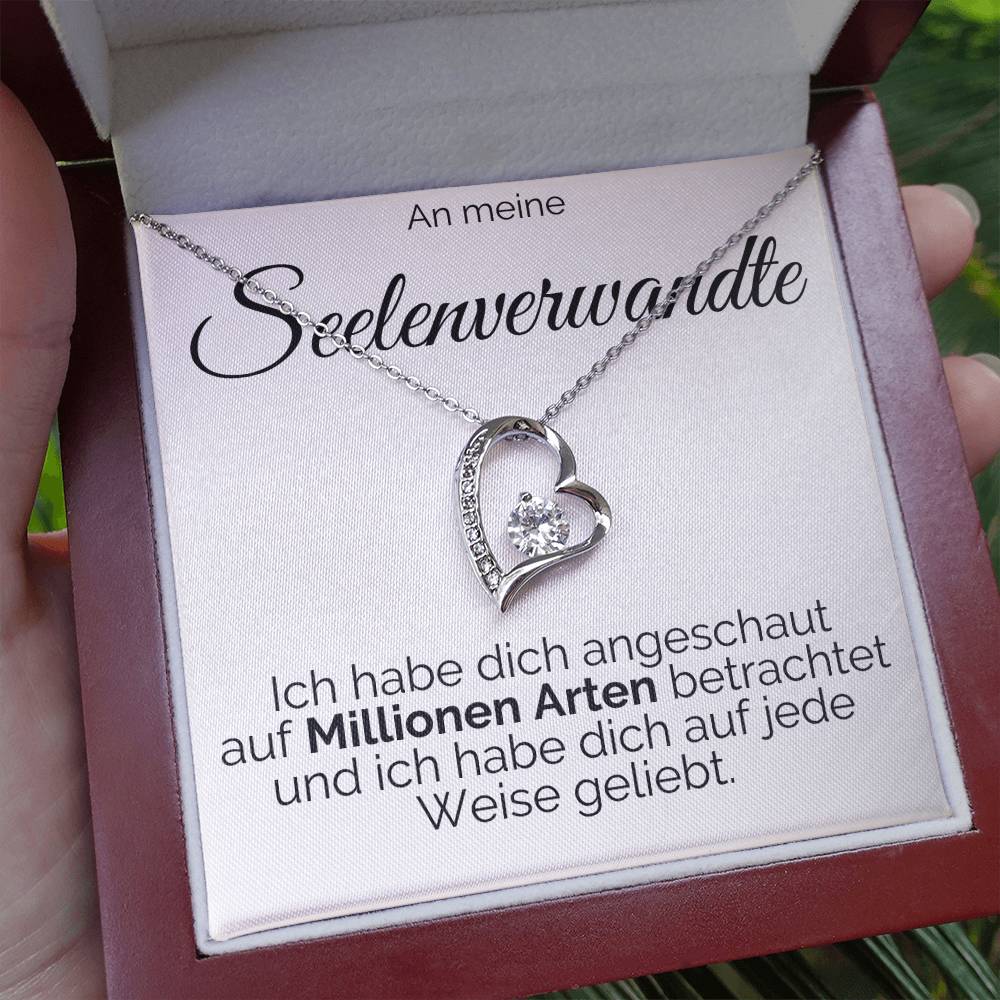 An meine
Seelenverwandte
Ich habe dich angeschaut
auf Millionen Arten betrachtet
und ich habe dich auf jede
Weise geliebt.